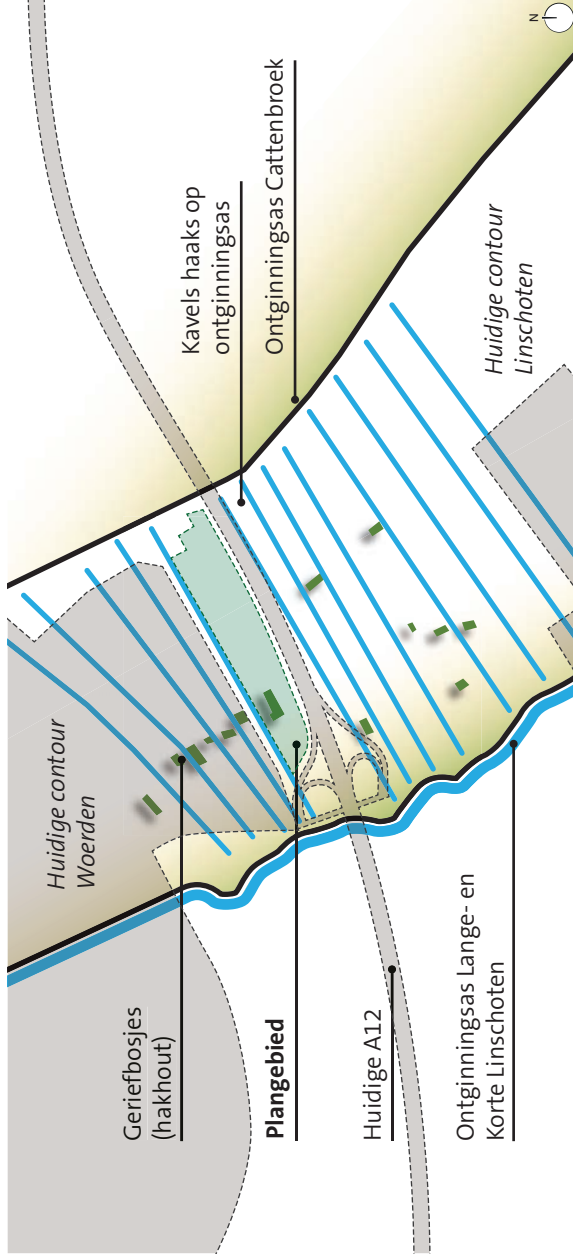 Huidige contour
Woerden
Geriefbosjes
(hakhout)
Plangebied
Huidige A12
Ontginningsas Lange- en
Korte Linschoten
Kavels haaks op
ontginningsas
Ontginningsas Cattenbroek
Huidige contour
Linschoten
N